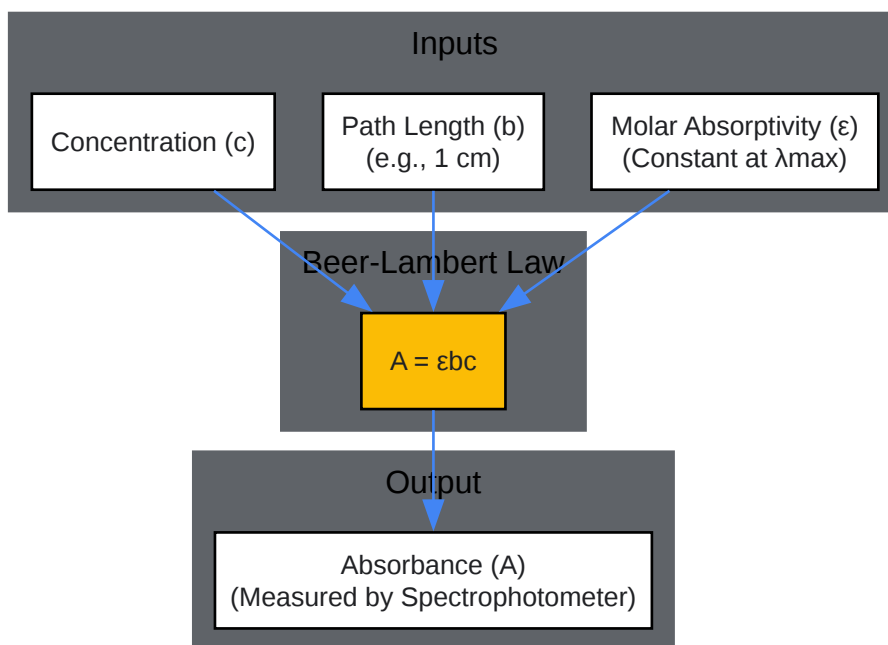 Inputs
Concentration (c)
Path Length (b)
(e.g., 1 cm)
Molar Absorptivity (ε)
(Constant at λmax)
Beer-Lambert Law
A = εbc
Output
Absorbance (A)
(Measured by Spectrophotometer)